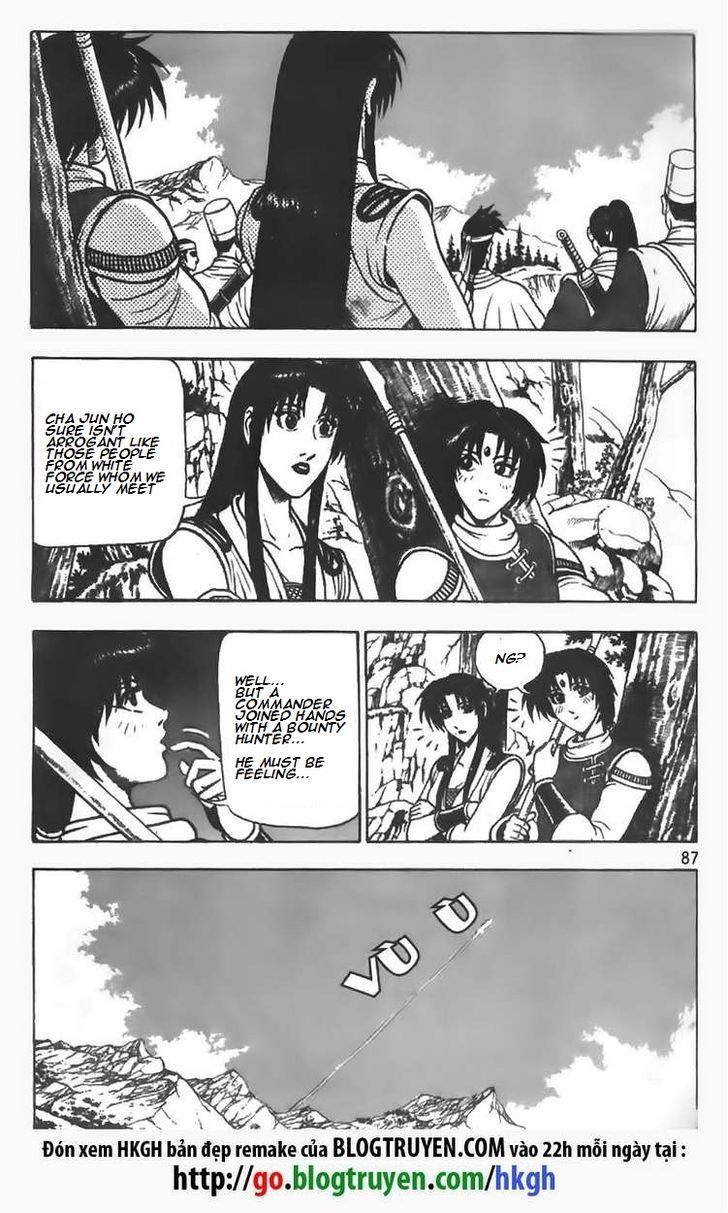 CHA JUN HO
SURE ISN'T
ARROGANT LIKE
THOSE PEOPLE
FROM WHITE
FORCE WHOM WE
USUALLY MEET
WELL...
BUT A
COMMANDER
JOINED HANDS
WITH A BOUNTY
HUNTER...
HE MUST BE
FEELING...
NG?
87
VÙ Ù
Đón xem HKGH bản đẹp remake của BLOGTRUYEN.COM vào 22h mỗi ngày tại :
http://go.blogtruyen.com/hkgh